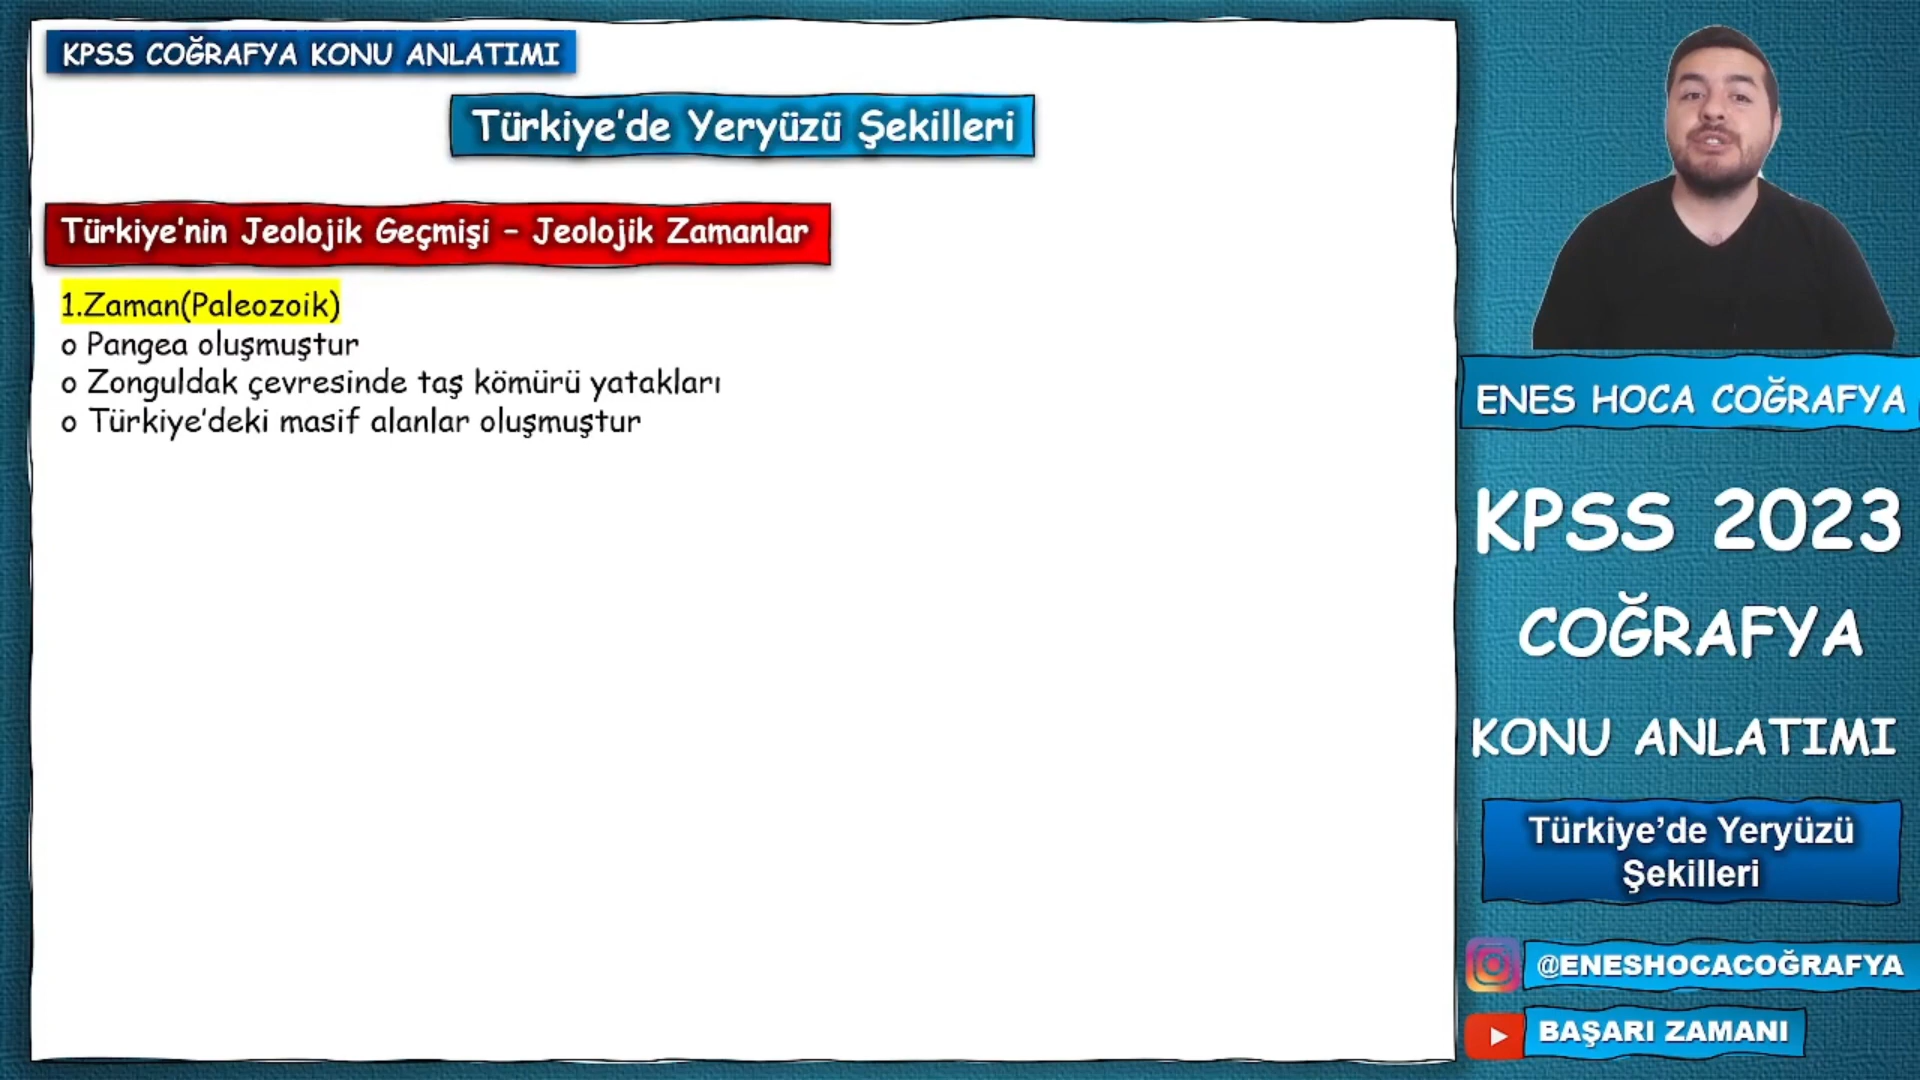 KPSS COĞRAFYA KONU ANLATIMI
Türkiye'de Yeryüzü Şekilleri
Türkiye'nin Jeolojik Geçmişi – Jeolojik Zamanlar
1.Zaman(Paleozoik)
o Pangea oluşmuştur
o Zonguldak çevresinde taş kömürü yatakları
o Türkiye'deki masif alanlar oluşmuştur
ENES HOCA COĞRAFYA
KPSS 2023
COĞRAFYA
KONU ANLATIMI
Türkiye'de Yeryüzü
Şekilleri
@ENESHOCACOĞRAFYA
BAŞARI ZAMANI